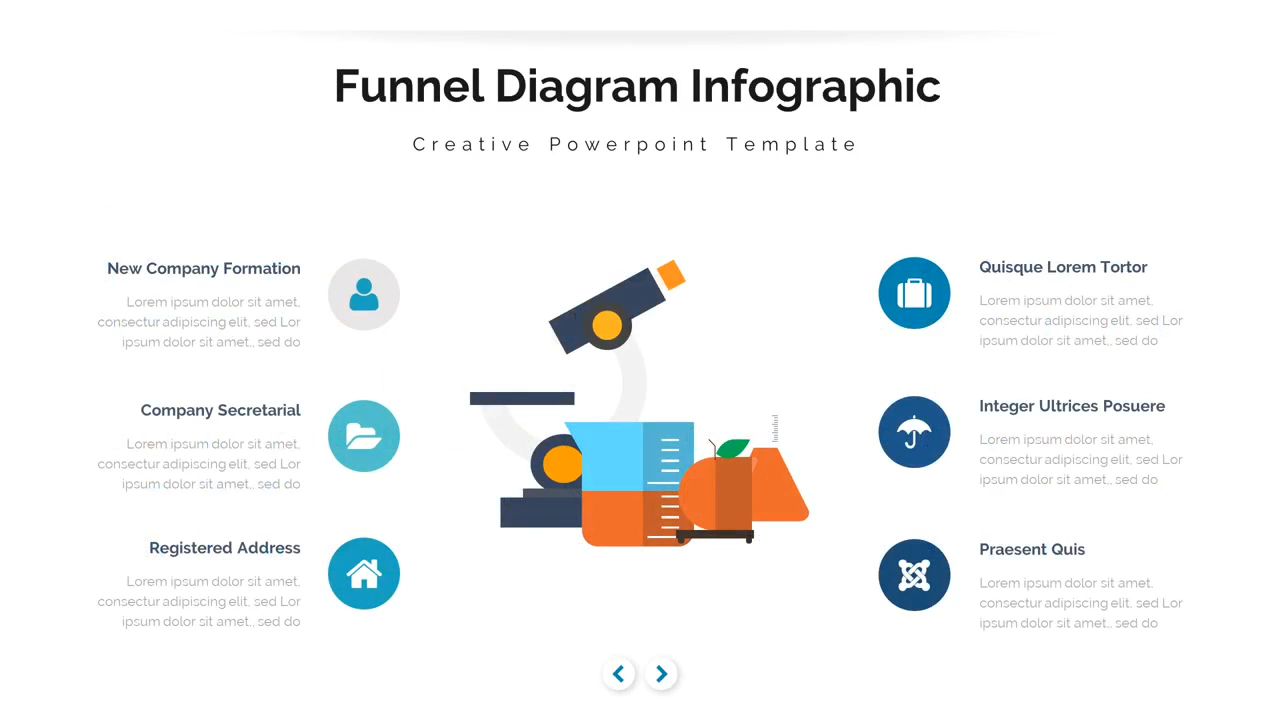 Funnel Diagram Infographic
Creative Powerpoint Template
New Company Formation
Lorem ipsum dolor sit amet,
consectur adipiscing elit, sed Lor
ipsum dolor sit amet,, sed do
Company Secretarial
Lorem ipsum dolor sit amet,
consectur adipiscing elit, sed Lor
ipsum dolor sit amet,, sed do
Registered Address
Lorem ipsum dolor sit amet,
consectur adipiscing elit, sed Lor
ipsum dolor sit amet,, sed do
Quisque Lorem Tortor
Lorem ipsum dolor sit amet,
consectur adipiscing elit, sed Lor
ipsum dolor sit amet,, sed do
Integer Ultrices Posuere
Lorem ipsum dolor sit amet,
consectur adipiscing elit, sed Lor
ipsum dolor sit amet,, sed do
Praesent Quis
Lorem ipsum dolor sit amet,
consectur adipiscing elit, sed Lor
ipsum dolor sit amet,, sed do